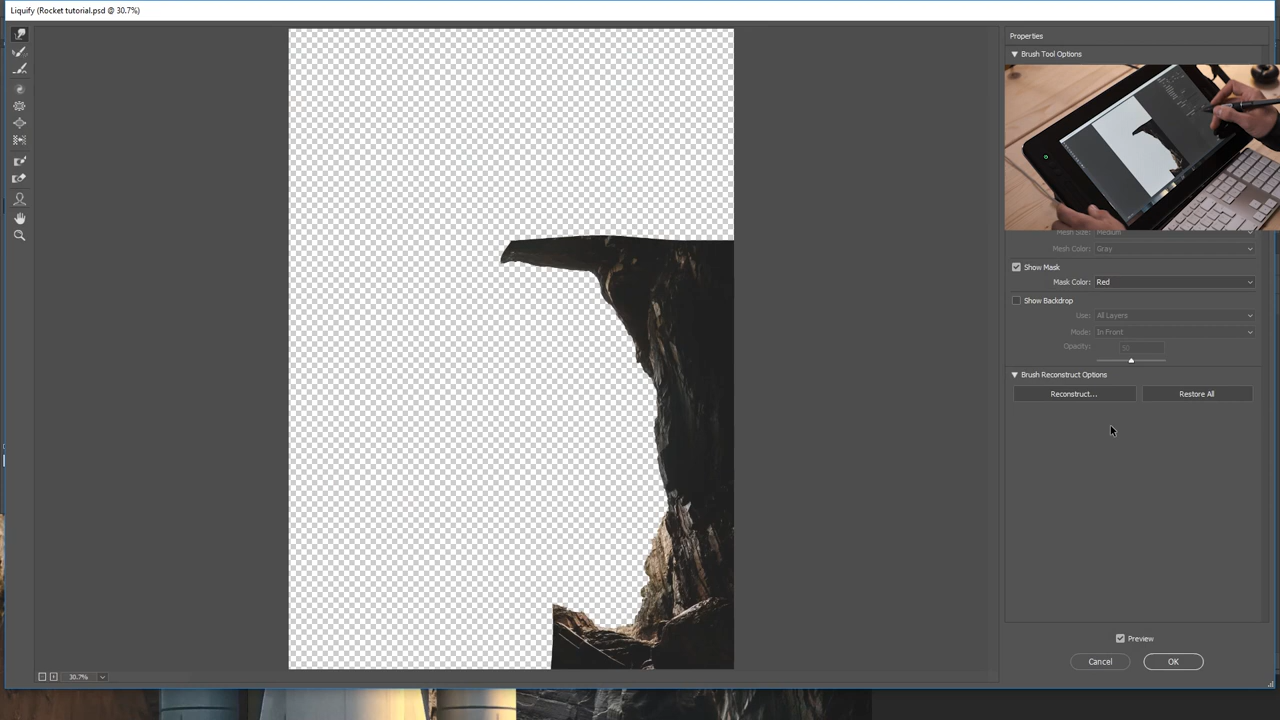 Liquify (Rocket tutorial.psd @ 30.7%)
Properties
Brush Tool Options
Mesh Size: Medium
Mesh Color: Gray
Show Mask
Mask Color: Red
Show Backdrop
Use: All Layers
Mode: In Front
Opacity: 50
Brush Reconstruct Options
Reconstruct... Restore All
Preview
Cancel OK
30.7%